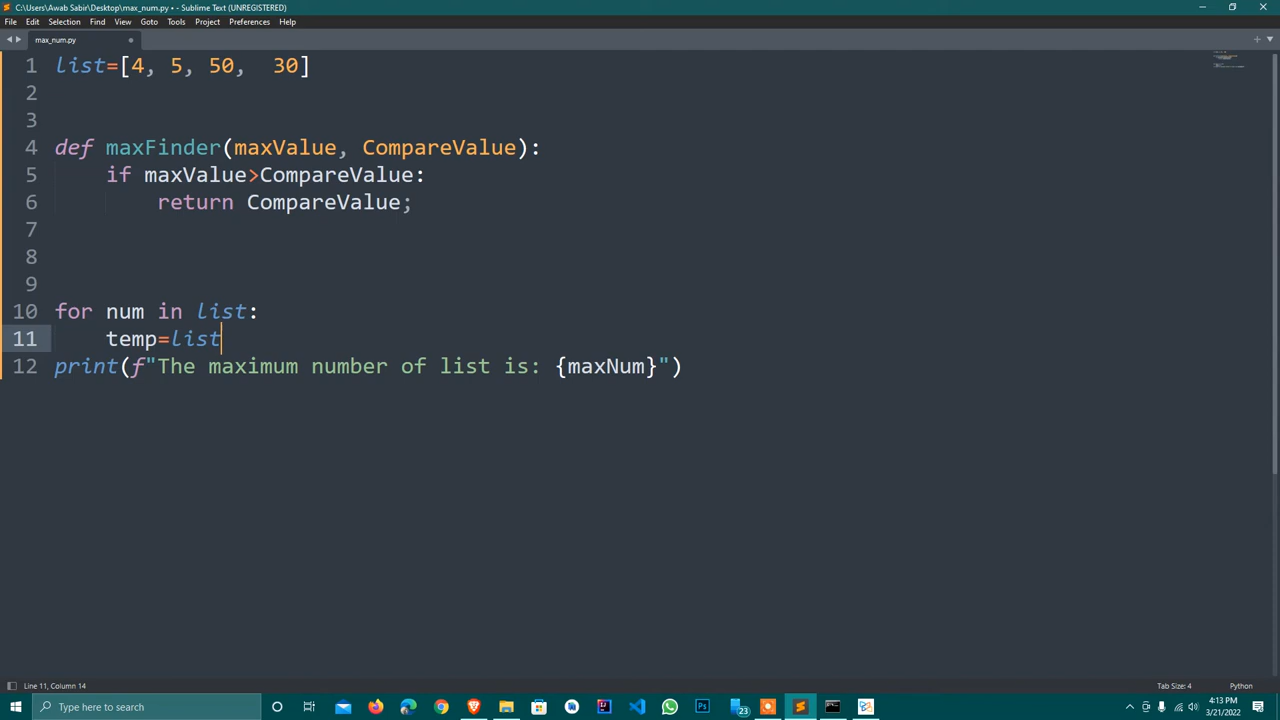 C:\Users\Awab Sabir\Desktop\max_num.py • - Sublime Text (UNREGISTERED)
File Edit Selection Find View Goto Tools Project Preferences Help
max_num.py
1 list=[4, 5, 50,  30]
2
3
4 def maxFinder(maxValue, CompareValue):
5     if maxValue>CompareValue:
6         return CompareValue;
7
8
9
10 for num in list:
11     temp=list
12 print(f"The maximum number of list is: {maxNum}")
Line 11, Column 14
Tab Size: 4
Python
Type here to search
Ps
23
4:13 PM
3/21/2022